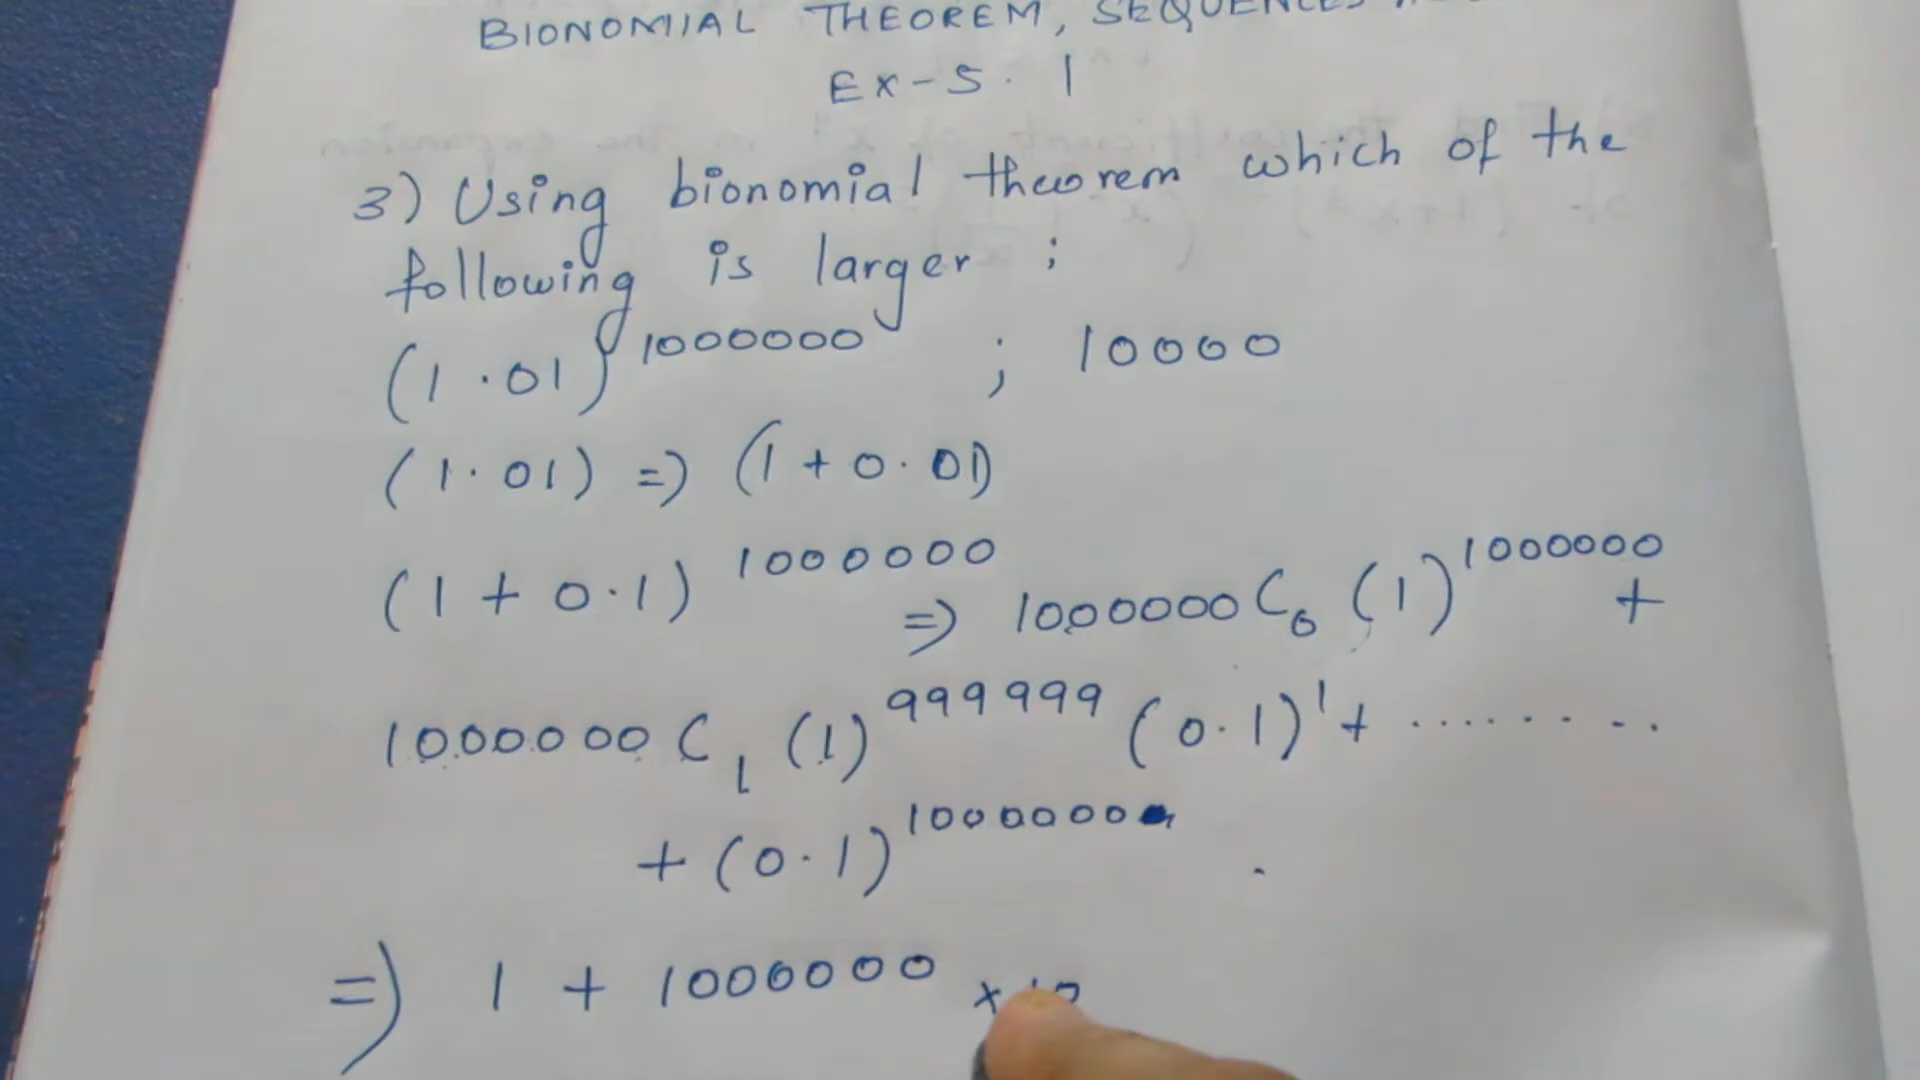 BIONOMIAL THEOREM, SEQUENCES
Ex-5.1
3) Using bionomial theorem which of the
following is larger ;
(1.01)^1000000 ; 10000
(1.01) => (1+0.01)
(1+0.1)^1000000 => 1000000C₀ (1)^1000000 +
1000000C₁ (1)^999999 (0.1)^1 + .........
+ (0.1)^1000000 .
=> 1 + 1000000 ×